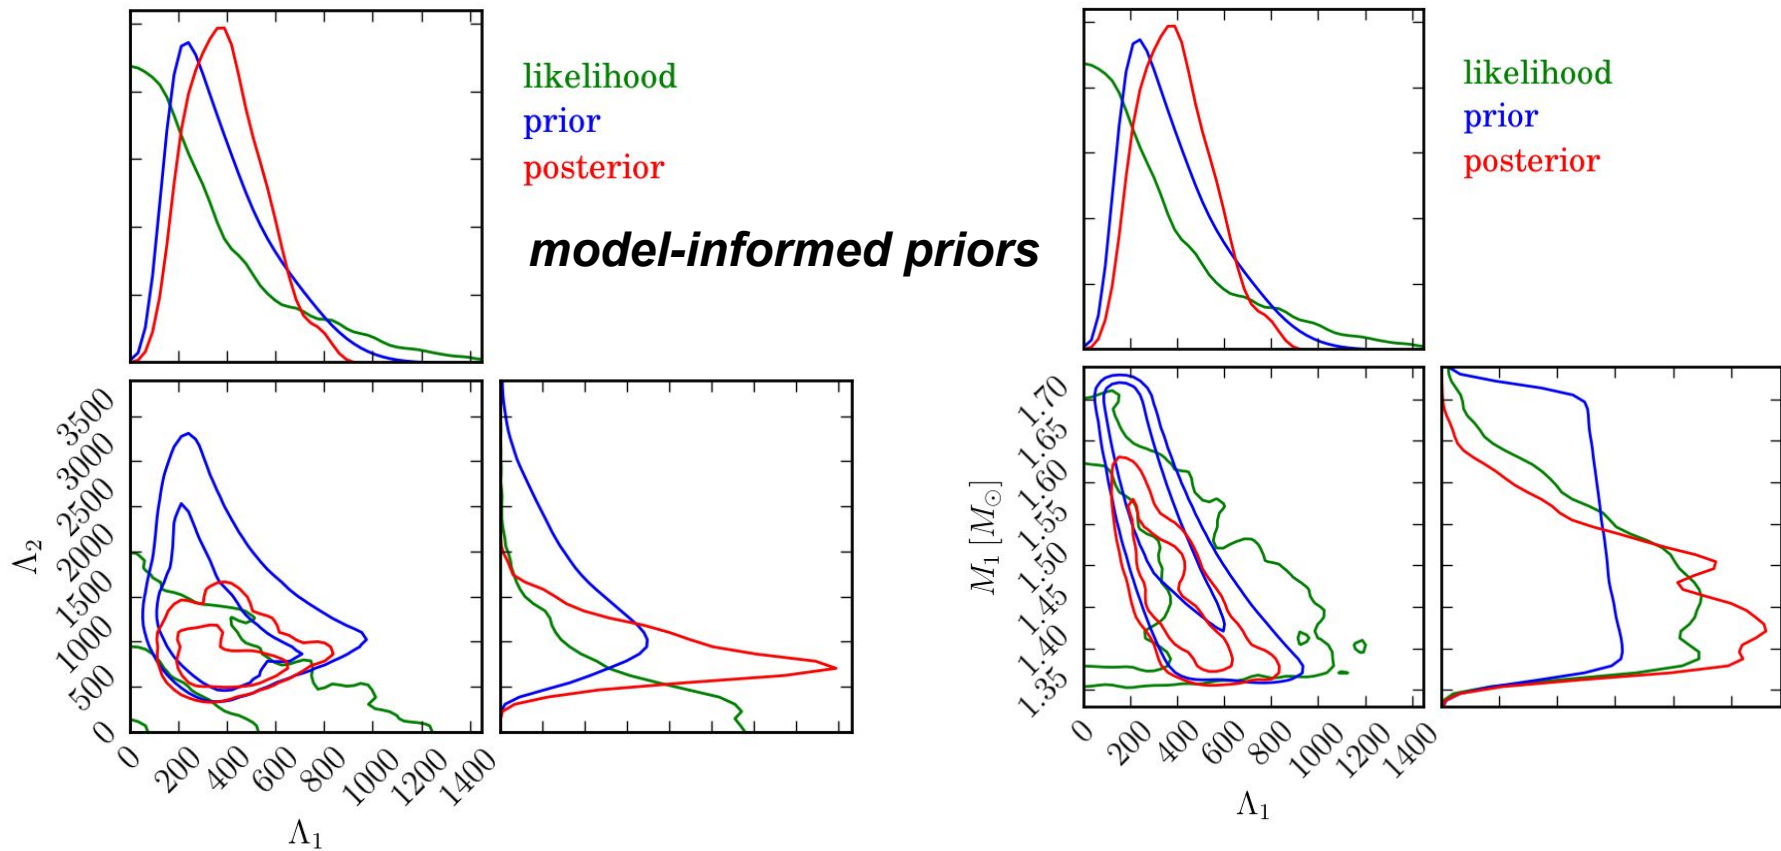 likelihood
prior
posterior
model-informed priors
likelihood
prior
posterior
3500
3000
2500
2000
1500
1000
500
0
Λ₂
0
200
400
600
800
1000
1200
1400
Λ₁
1.70
1.65
1.60
1.55
1.50
1.45
1.40
1.35
M₁ [M⊙]
0
200
400
600
800
1000
1200
1400
Λ₁